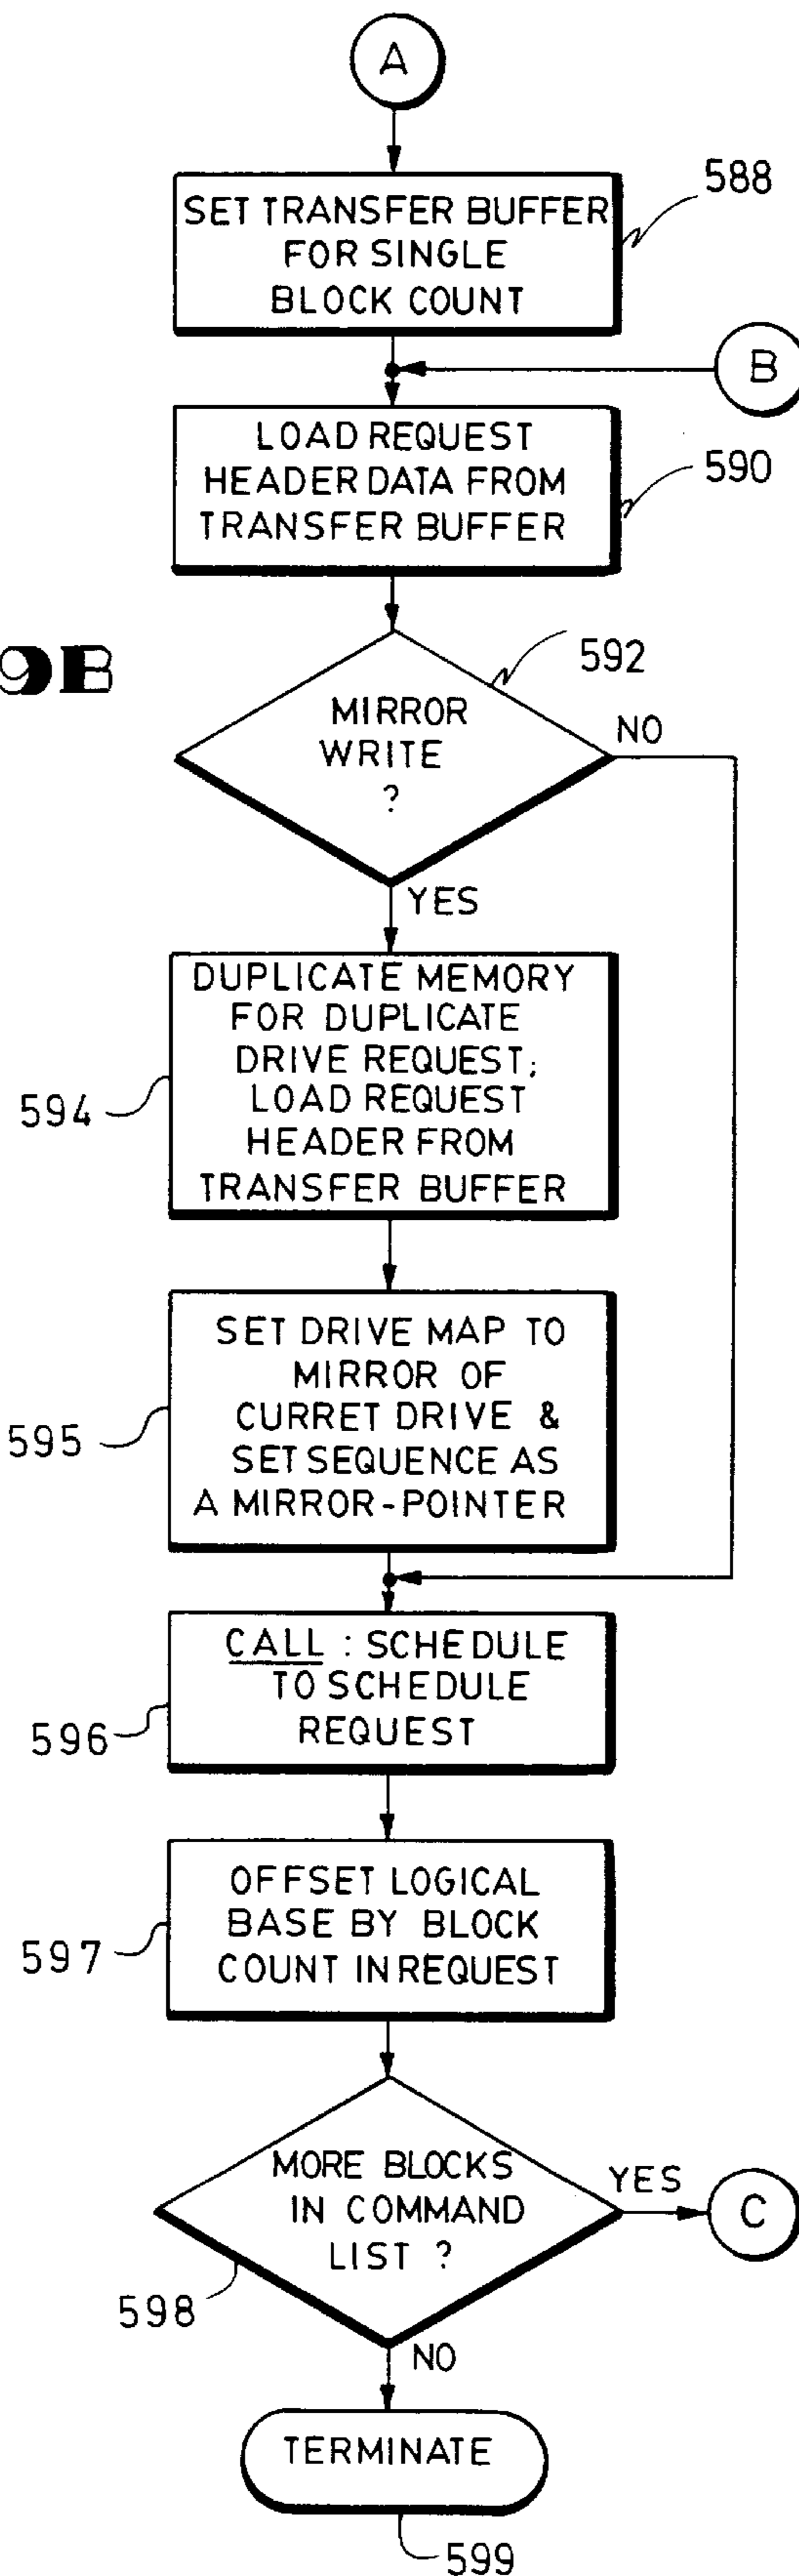 A
SET TRANSFER BUFFER
FOR SINGLE
BLOCK COUNT
588
B
LOAD REQUEST
HEADER DATA FROM
TRANSFER BUFFER
590
9B
592
MIRROR
WRITE
?
NO
YES
DUPLICATE MEMORY
FOR DUPLICATE
DRIVE REQUEST;
LOAD REQUEST
HEADER FROM
TRANSFER BUFFER
594
SET DRIVE MAP TO
MIRROR OF
CURRET DRIVE &
SET SEQUENCE AS
A MIRROR-POINTER
595
CALL : SCHEDULE
TO SCHEDULE
REQUEST
596
OFFSET LOGICAL
BASE BY BLOCK
COUNT IN REQUEST
597
MORE BLOCKS
IN COMMAND
LIST ?
YES
C
598
NO
TERMINATE
599